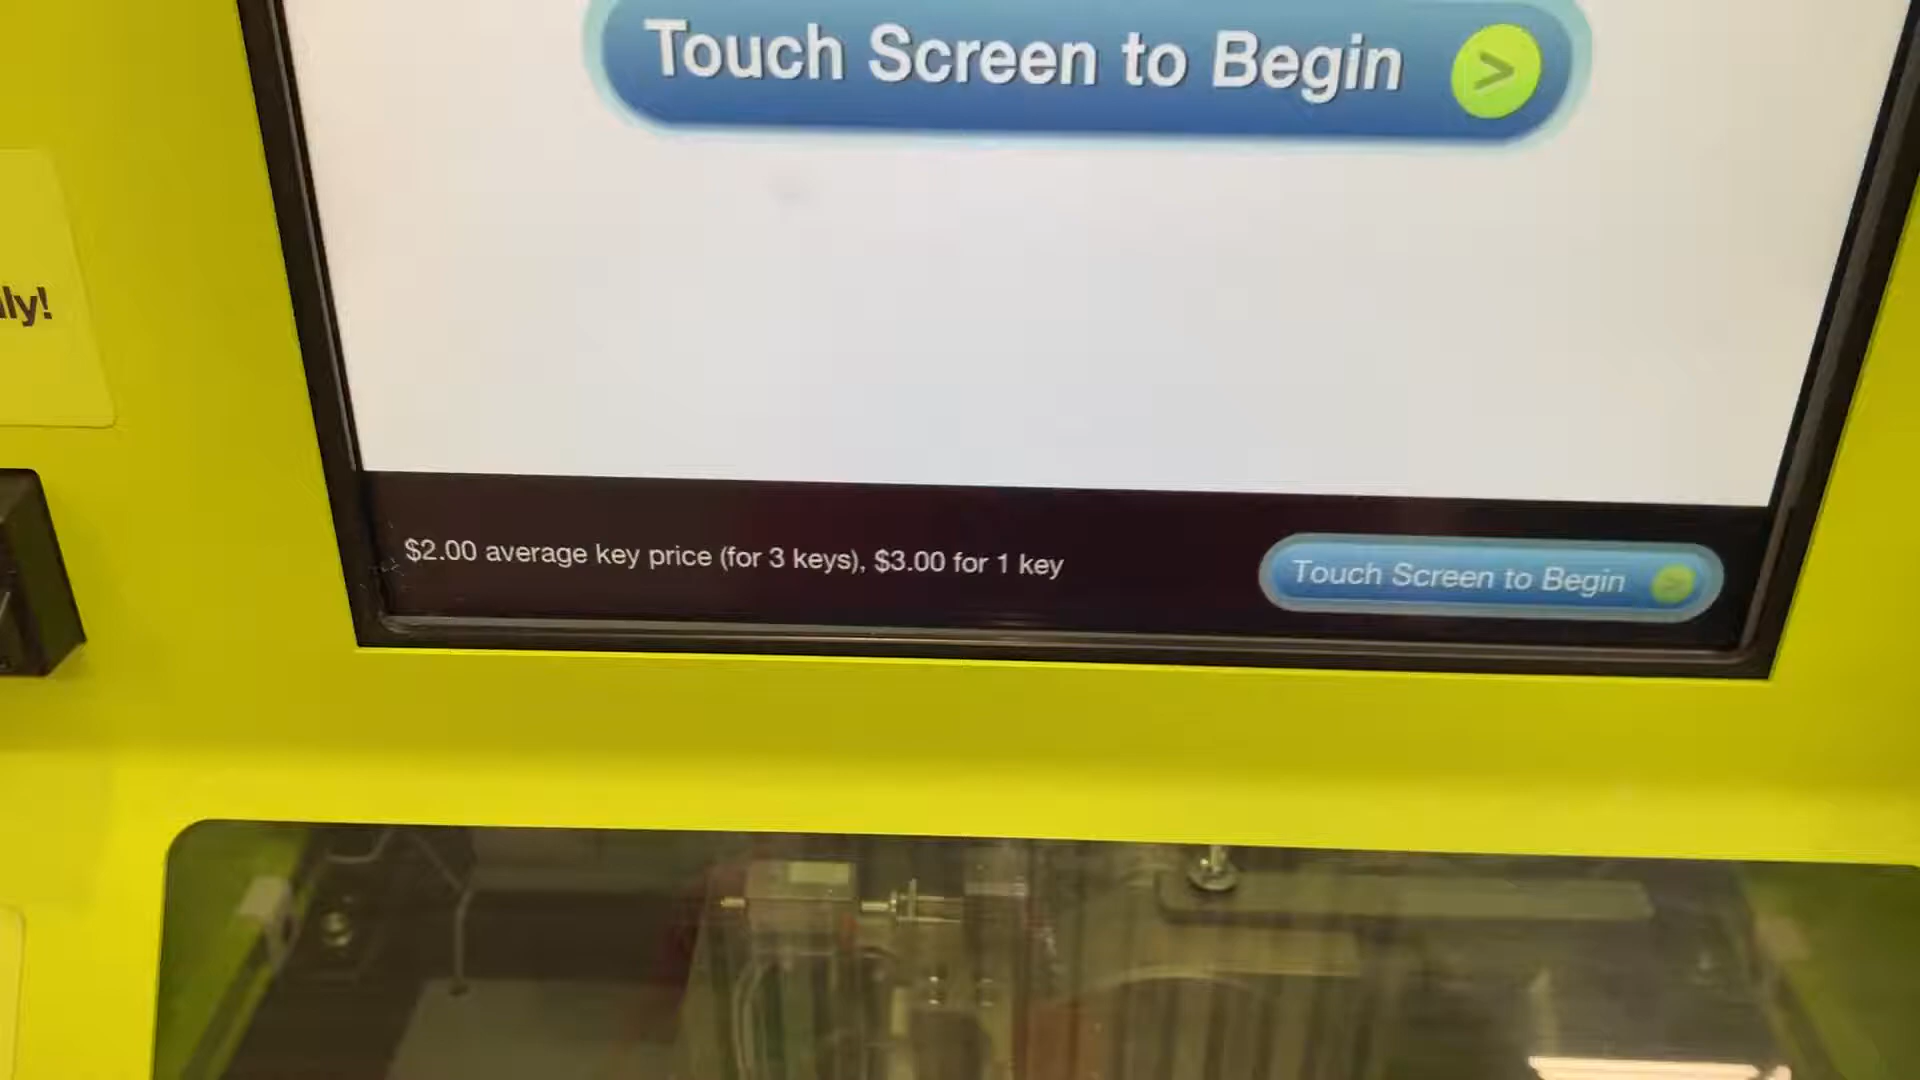 Touch Screen to Begin >
lly!
$2.00 average key price (for 3 keys), $3.00 for 1 key
Touch Screen to Begin >